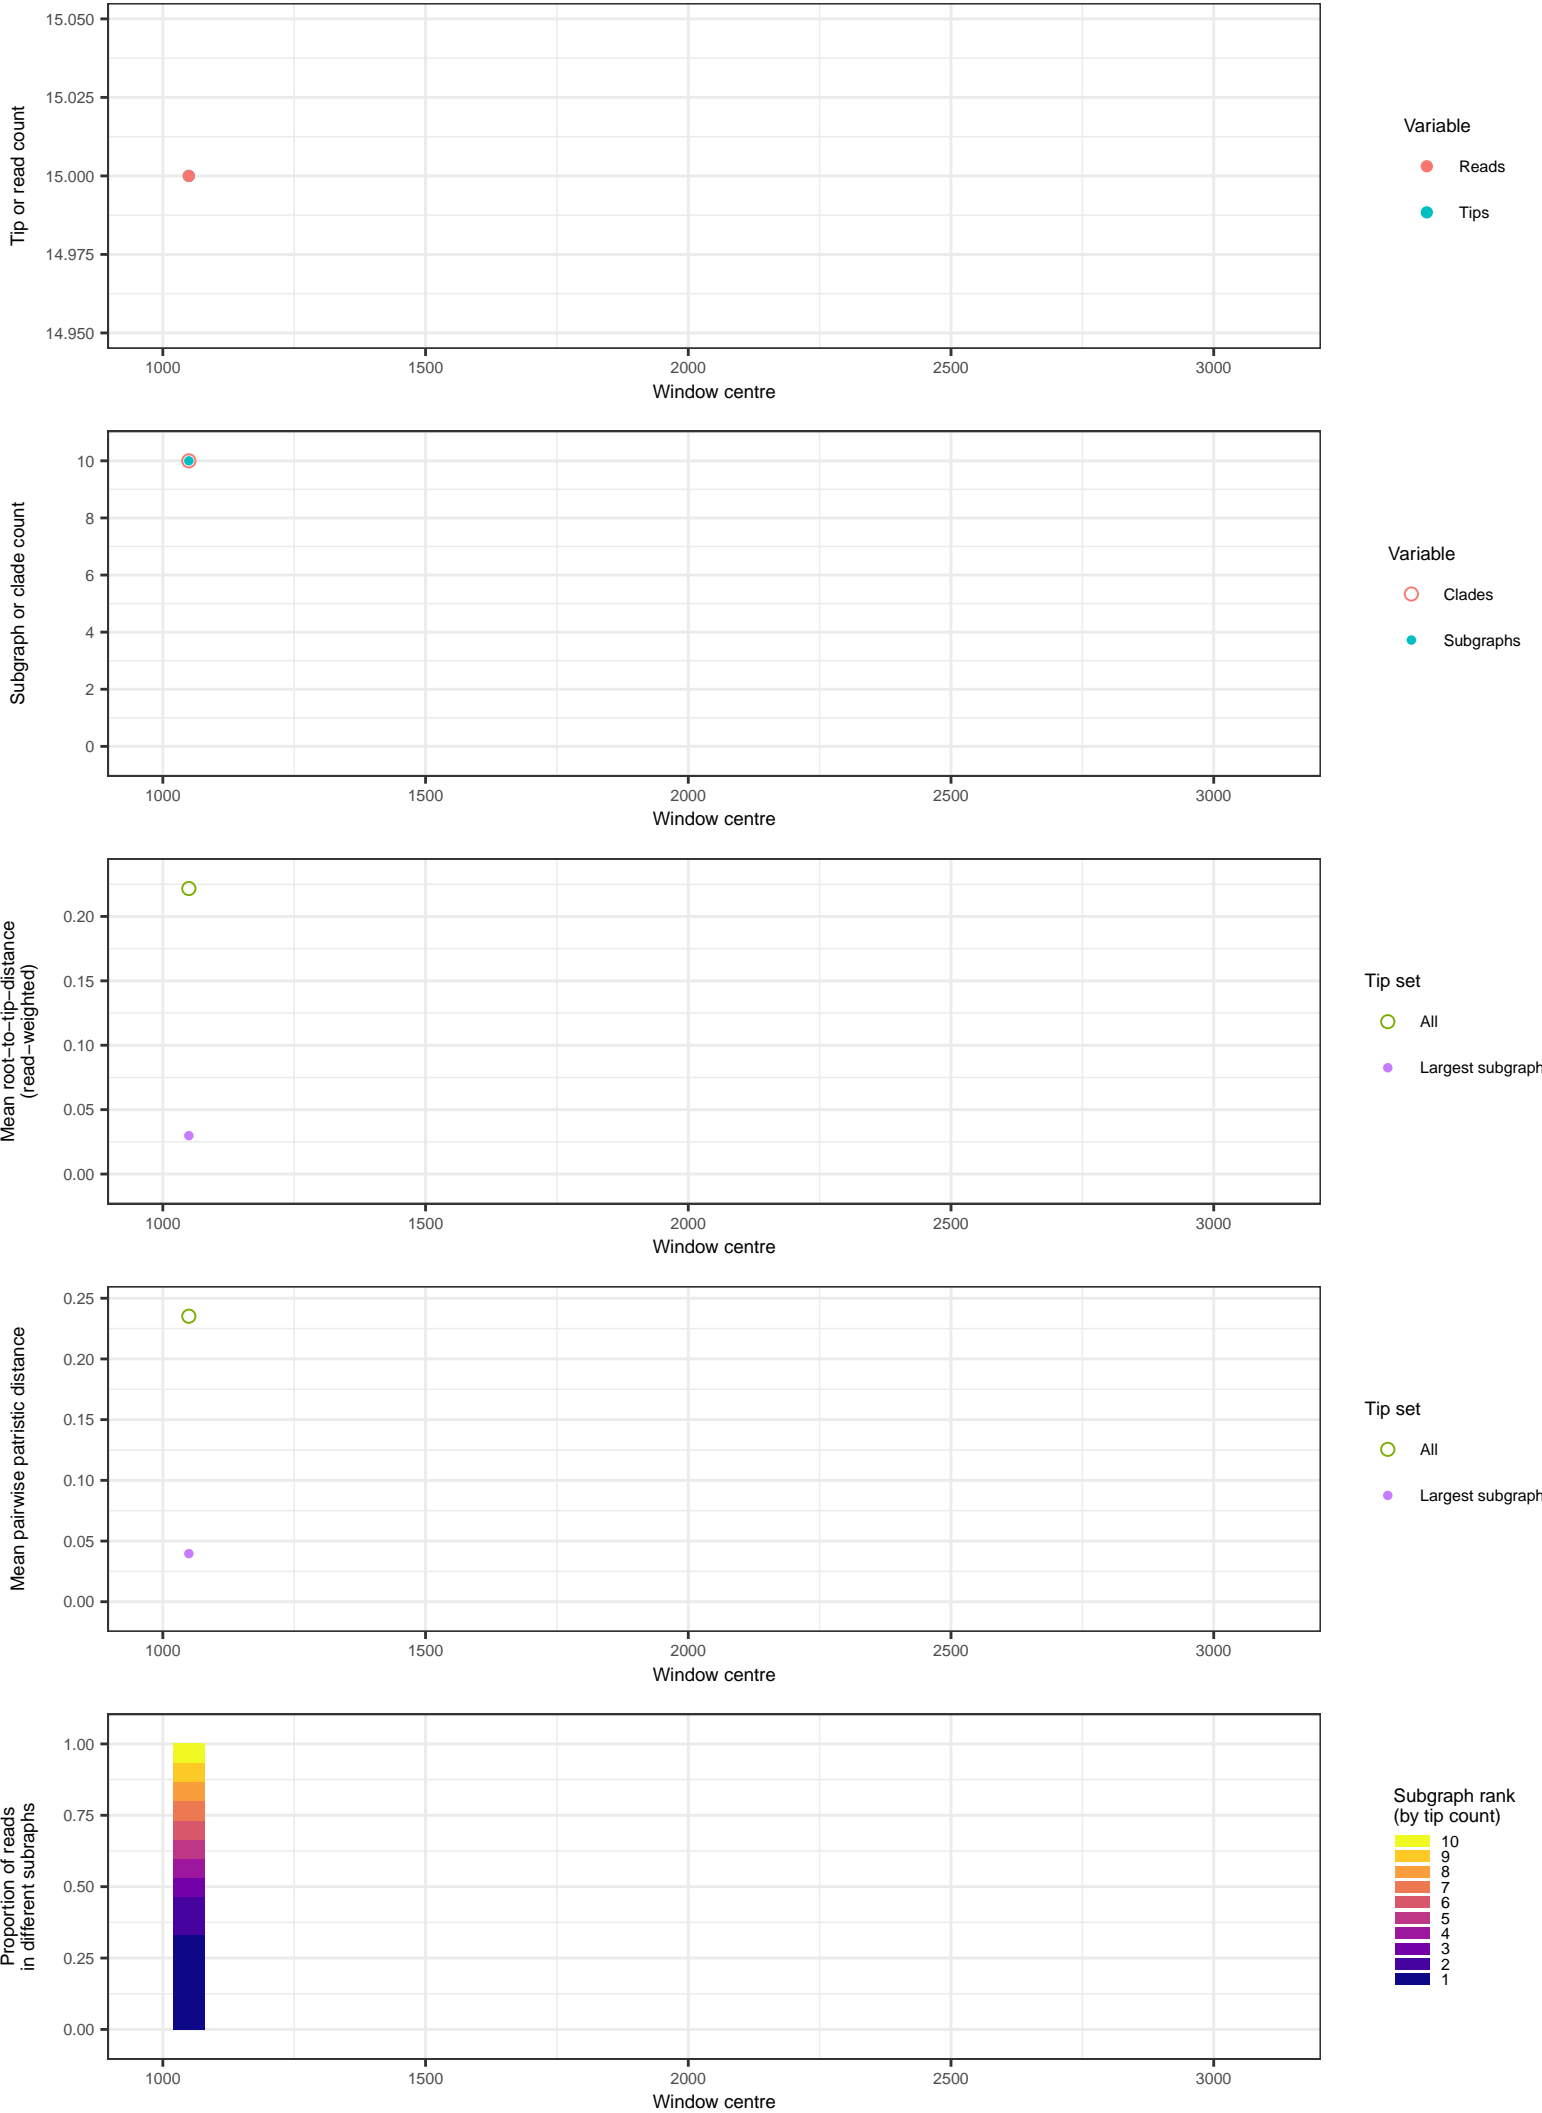 15.050
15.025
15.000
14.975
14.950
Tip or read count
1000 1500 2000 2500 3000
Window centre
Variable
Reads
Tips
10
8
6
4
2
0
Subgraph or clade count
1000 1500 2000 2500 3000
Window centre
Variable
Clades
Subgraphs
0.20
0.15
0.10
0.05
0.00
Mean root−to−tip−distance
(read−weighted)
1000 1500 2000 2500 3000
Window centre
Tip set
All
Largest subgraph
0.25
0.20
0.15
0.10
0.05
0.00
Mean pairwise patristic distance
1000 1500 2000 2500 3000
Window centre
Tip set
All
Largest subgraph
1.00
0.75
0.50
0.25
0.00
Proportion of reads
in different subraphs
1000 1500 2000 2500 3000
Window centre
Subgraph rank
(by tip count)
10
9
8
7
6
5
4
3
2
1